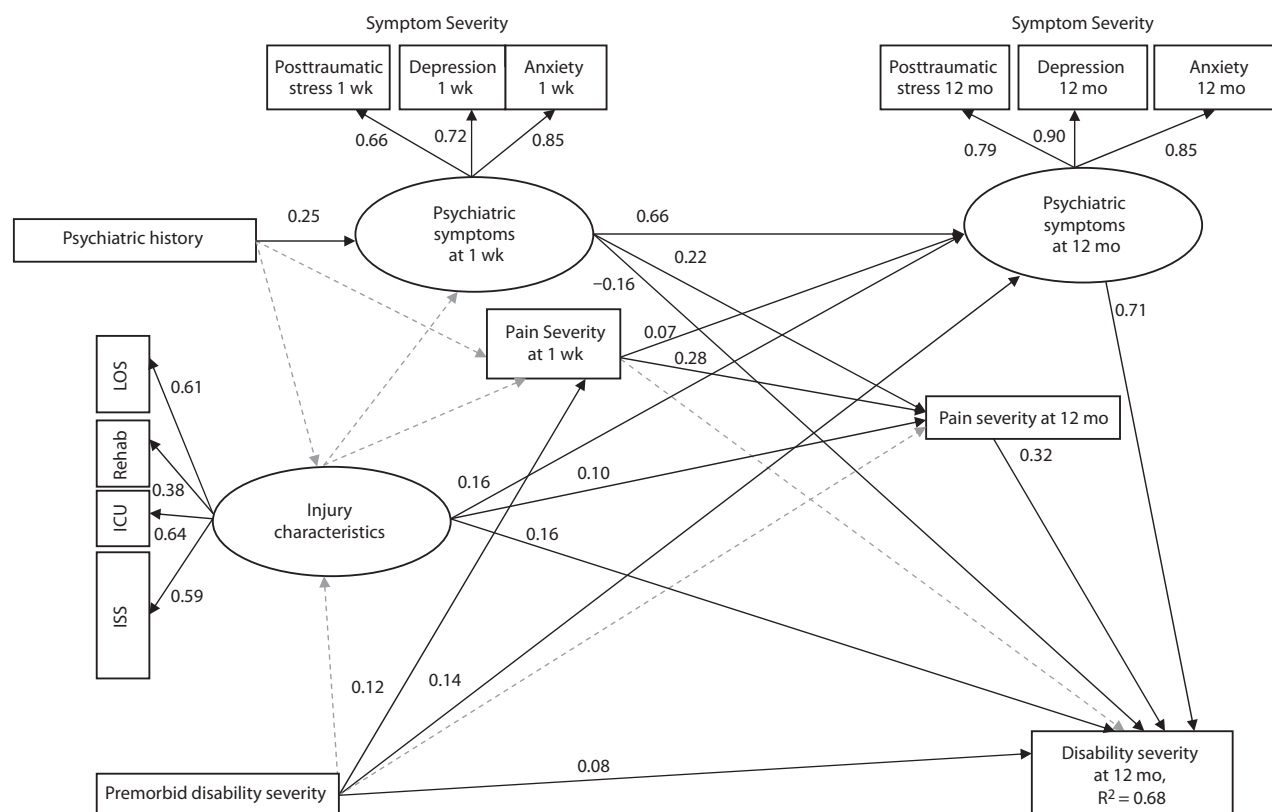 Symptom Severity
Symptom Severity
Posttraumatic
stress 1 wk
Depression
1 wk
Anxiety
1 wk
Posttraumatic
stress 12 mo
Depression
12 mo
Anxiety
12 mo
0.66
0.72
0.85
0.79
0.90
0.85
Psychiatric history
0.25
Psychiatric
symptoms
at 1 wk
0.66
0.22
−0.16
Psychiatric
symptoms
at 12 mo
0.71
Pain Severity
at 1 wk
0.07
0.28
LOS
0.61
Rehab
0.38
ICU
0.64
ISS
0.59
Injury
characteristics
0.16
0.10
0.16
Pain severity at 12 mo
0.32
0.12
0.14
0.08
Premorbid disability severity
Disability severity
at 12 mo,
R² = 0.68